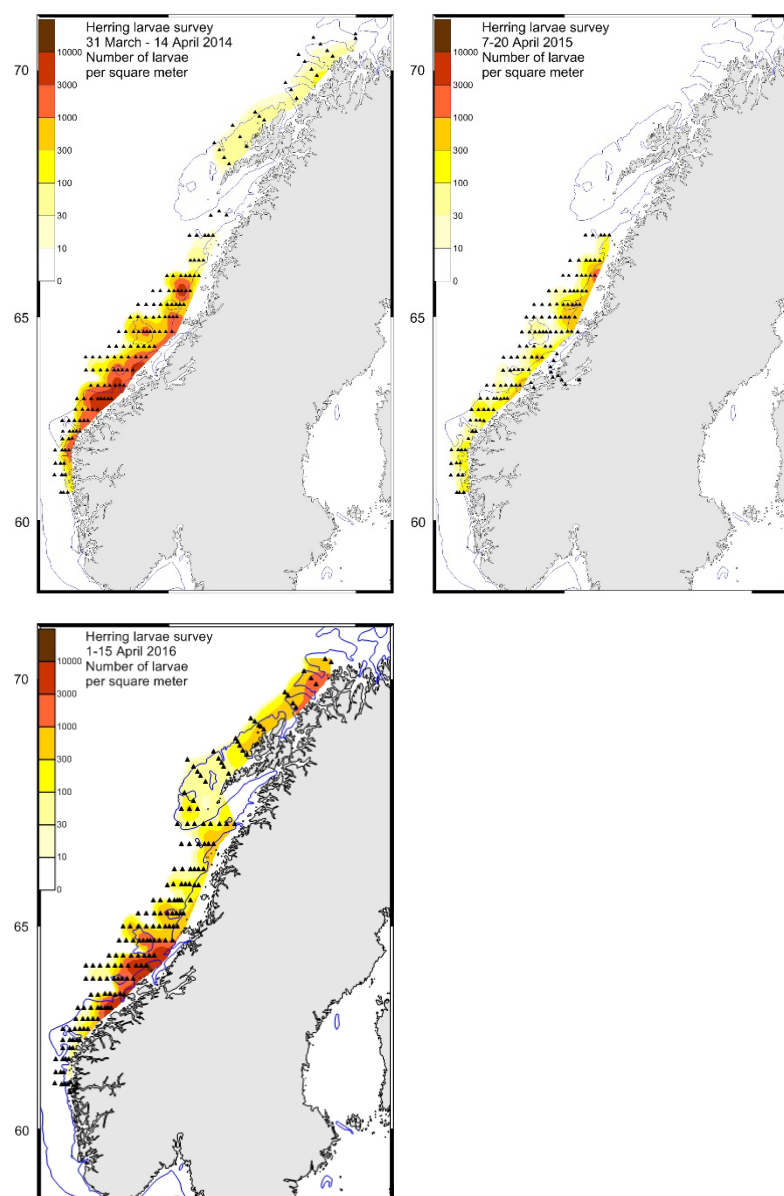 Herring larvae survey
31 March - 14 April 2014
Number of larvae
per square meter
10000
3000
1000
300
100
30
10
0
70
65
60
Herring larvae survey
7-20 April 2015
Number of larvae
per square meter
10000
3000
1000
300
100
30
10
0
70
65
60
Herring larvae survey
1-15 April 2016
Number of larvae
per square meter
10000
3000
1000
300
100
30
10
0
70
65
60